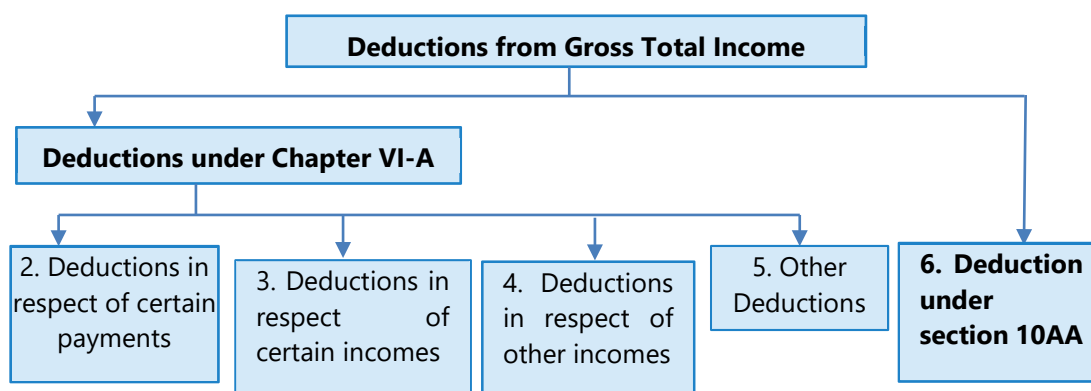 Deductions from Gross Total Income
Deductions under Chapter VI-A
2. Deductions in
respect of certain
payments
3. Deductions in
respect of
certain incomes
4. Deductions
in respect of
other incomes
5. Other
Deductions
6. Deduction
under
section 10AA